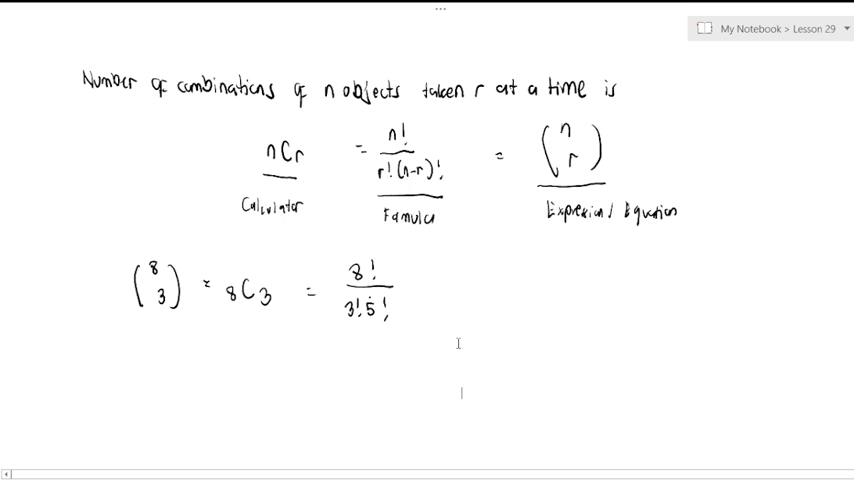 My Notebook > Lesson 29
Number of combinations of n objects taken r at a time is
nCr = n! / r!(n-r)! = (n r)
Calculator Formula Expression / Equation
(8 3) = 8C3 = 8! / 3!5!